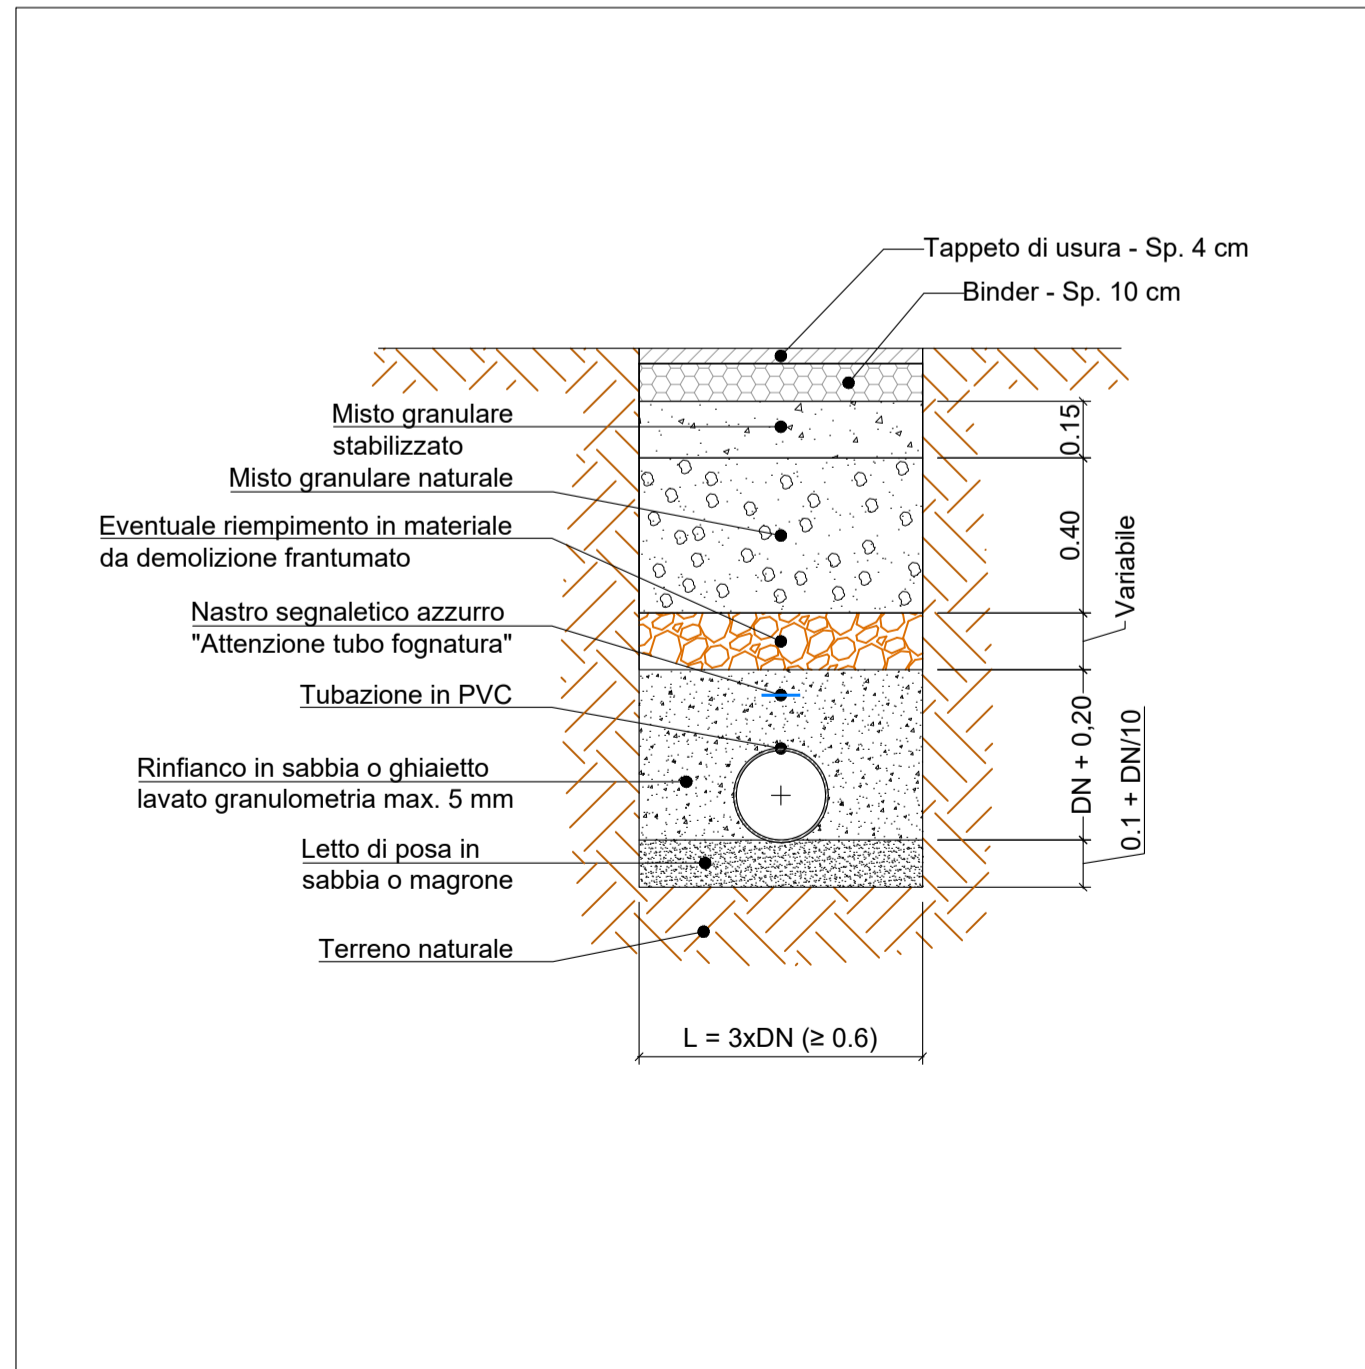 Tappeto di usura - Sp. 4 cm
Binder - Sp. 10 cm
Misto granulare
stabilizzato
Misto granulare naturale
Eventuale riempimento in materiale
da demolizione frantumato
Nastro segnaletico azzurro
"Attenzione tubo fognatura"
Tubazione in PVC
Rinfianco in sabbia o ghiaietto
lavato granulometria max. 5 mm
Letto di posa in
sabbia o magrone
Terreno naturale
0.15
0.40
Variabile
DN + 0,20
0.1 + DN/10
L = 3xDN (≥ 0.6)